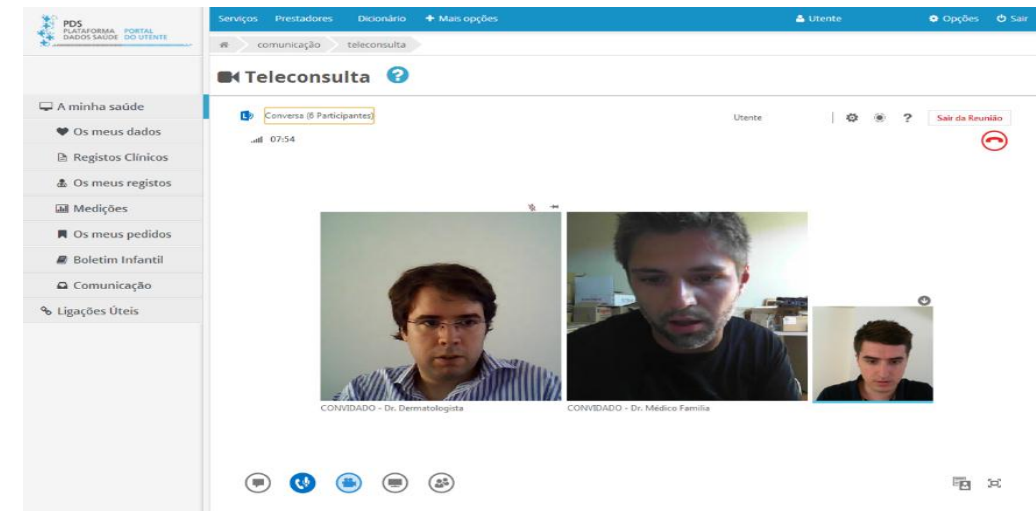 PDS
PLATAFORMA
DADOS SAÚDE
PORTAL
DO UTENTE
Serviços Prestadores Dicionário + Mais opções Utente Opções Sair
comunicação teleconsulta
Teleconsulta ?
A minha saúde
Os meus dados
Registos Clínicos
Os meus registos
Medições
Os meus pedidos
Boletim Infantil
Comunicação
Ligações Úteis
Conversa (6 Participantes)
Utente ? Sair da Reunião
07:54
CONVIDADO - Dr. Dermatologista
CONVIDADO - Dr. Médico Familia